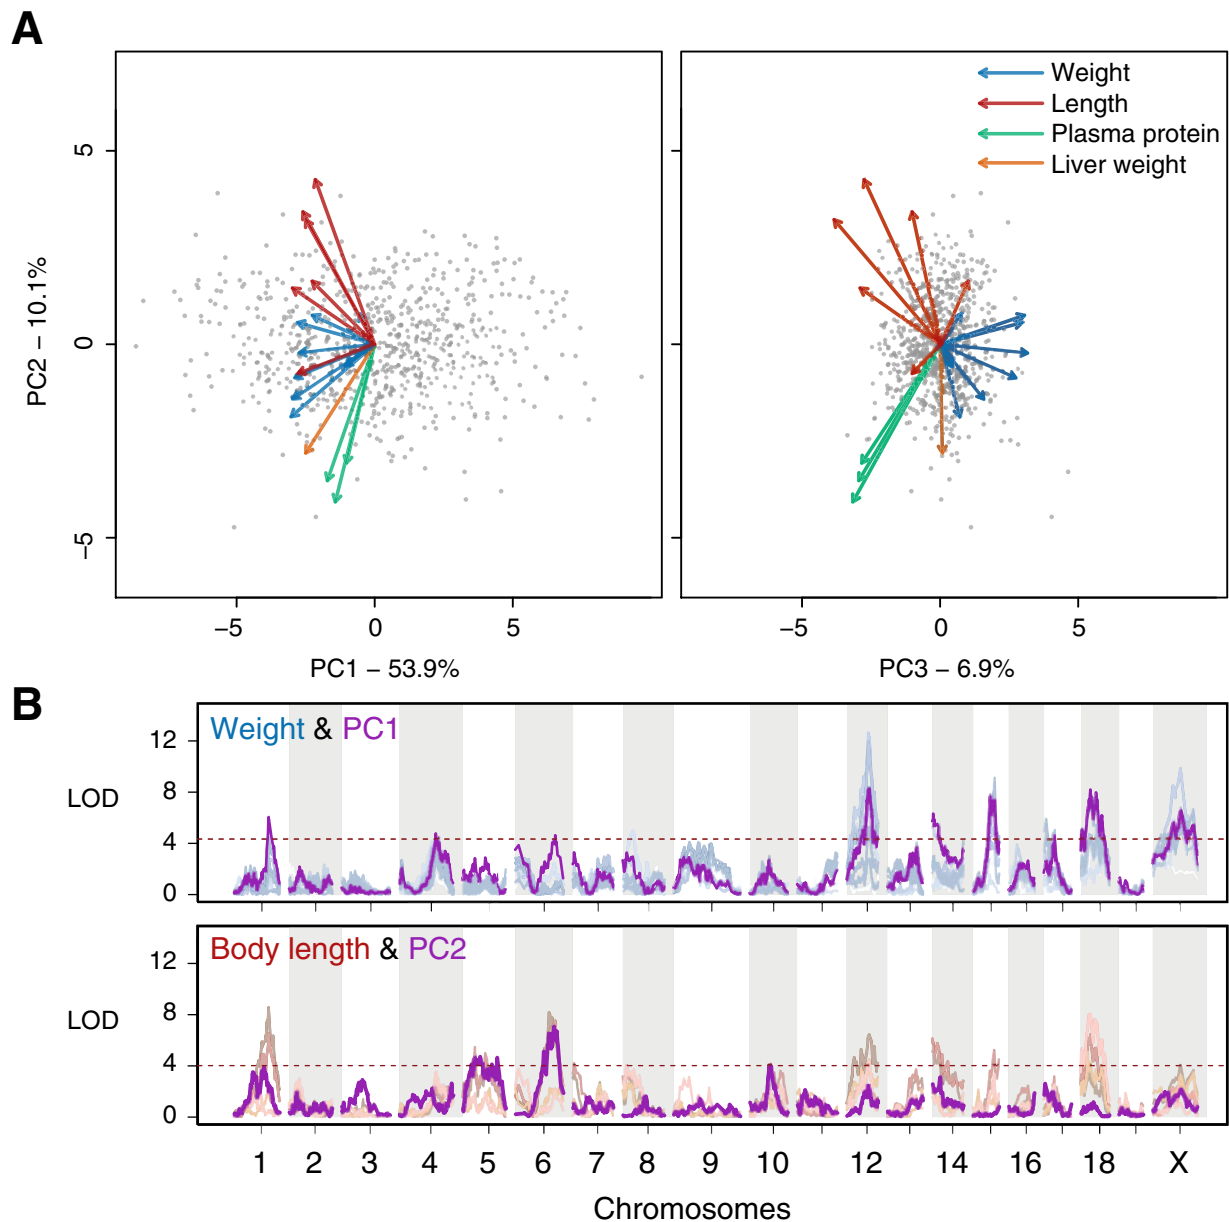 A
Weight
Length
Plasma protein
Liver weight
PC2 – 10.1%
5
0
−5
−5
0
5
−5
0
5
PC1 – 53.9%
PC3 – 6.9%
B
Weight & PC1
LOD
12
8
4
0
Body length & PC2
LOD
12
8
4
0
1 2 3 4 5 6 7 8 9 10 12 14 16 18 X
Chromosomes